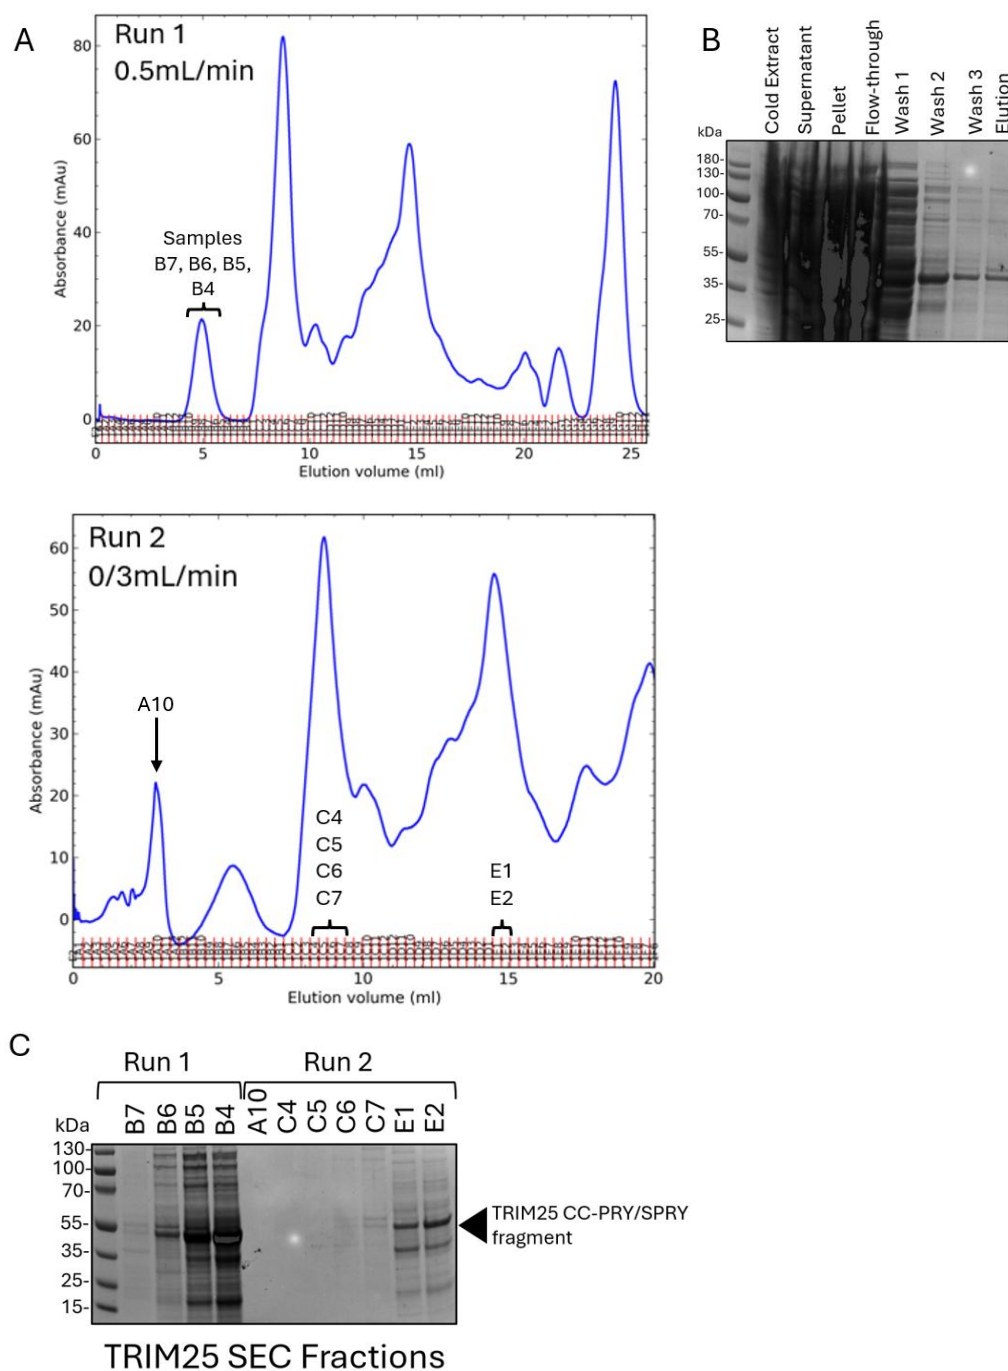 A
Run 1
0.5mL/min
Samples
B7, B6, B5,
B4
Absorbance (mAu)
80
60
40
20
0
0 5 10 15 20 25
Elution volume (ml)
B
Cold Extract
Supernatant
Pellet
Flow-through
Wash 1
Wash 2
Wash 3
Elution
kDa
180-
130-
100-
70-
55-
35-
25-
Run 2
0/3mL/min
A10
C4
C5
C6
C7
E1
E2
Absorbance (mAu)
60
50
40
30
20
10
0
0 5 10 15 20
Elution volume (ml)
C
Run 1 Run 2
kDa B7 B6 B5 B4 A10 C4 C5 C6 C7 E1 E2
130-
100-
70-
55-
35-
25-
15-
TRIM25 CC-PRY/SPRY
fragment
TRIM25 SEC Fractions